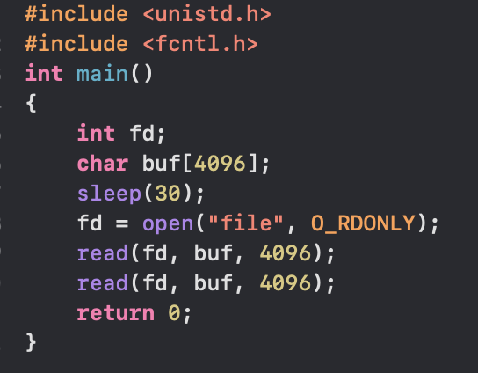 #include <unistd.h>
#include <fcntl.h>
int main()
{
    int fd;
    char buf[4096];
    sleep(30);
    fd = open("file", O_RDONLY);
    read(fd, buf, 4096);
    read(fd, buf, 4096);
    return 0;
}